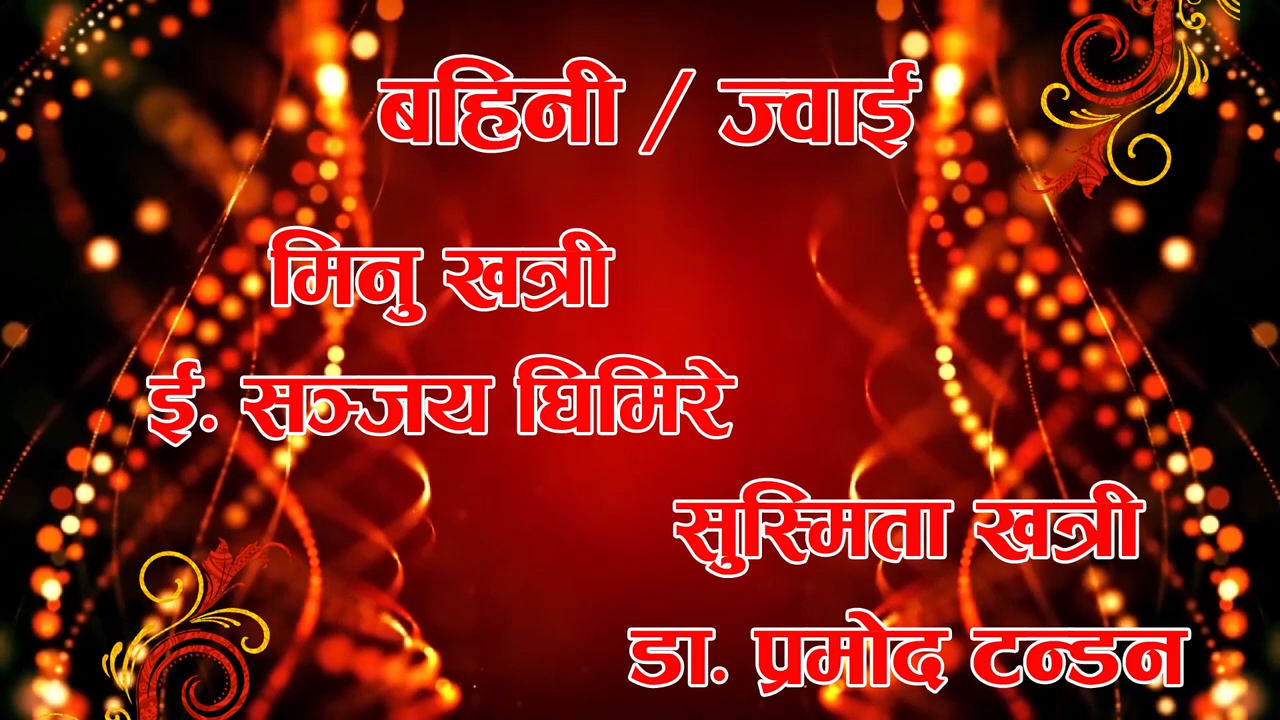 बहिनी / ज्वाई
मिनु खत्री
ई. सञ्जय घिमिरे
सुस्मिता खत्री
डा. प्रमोद टन्डन